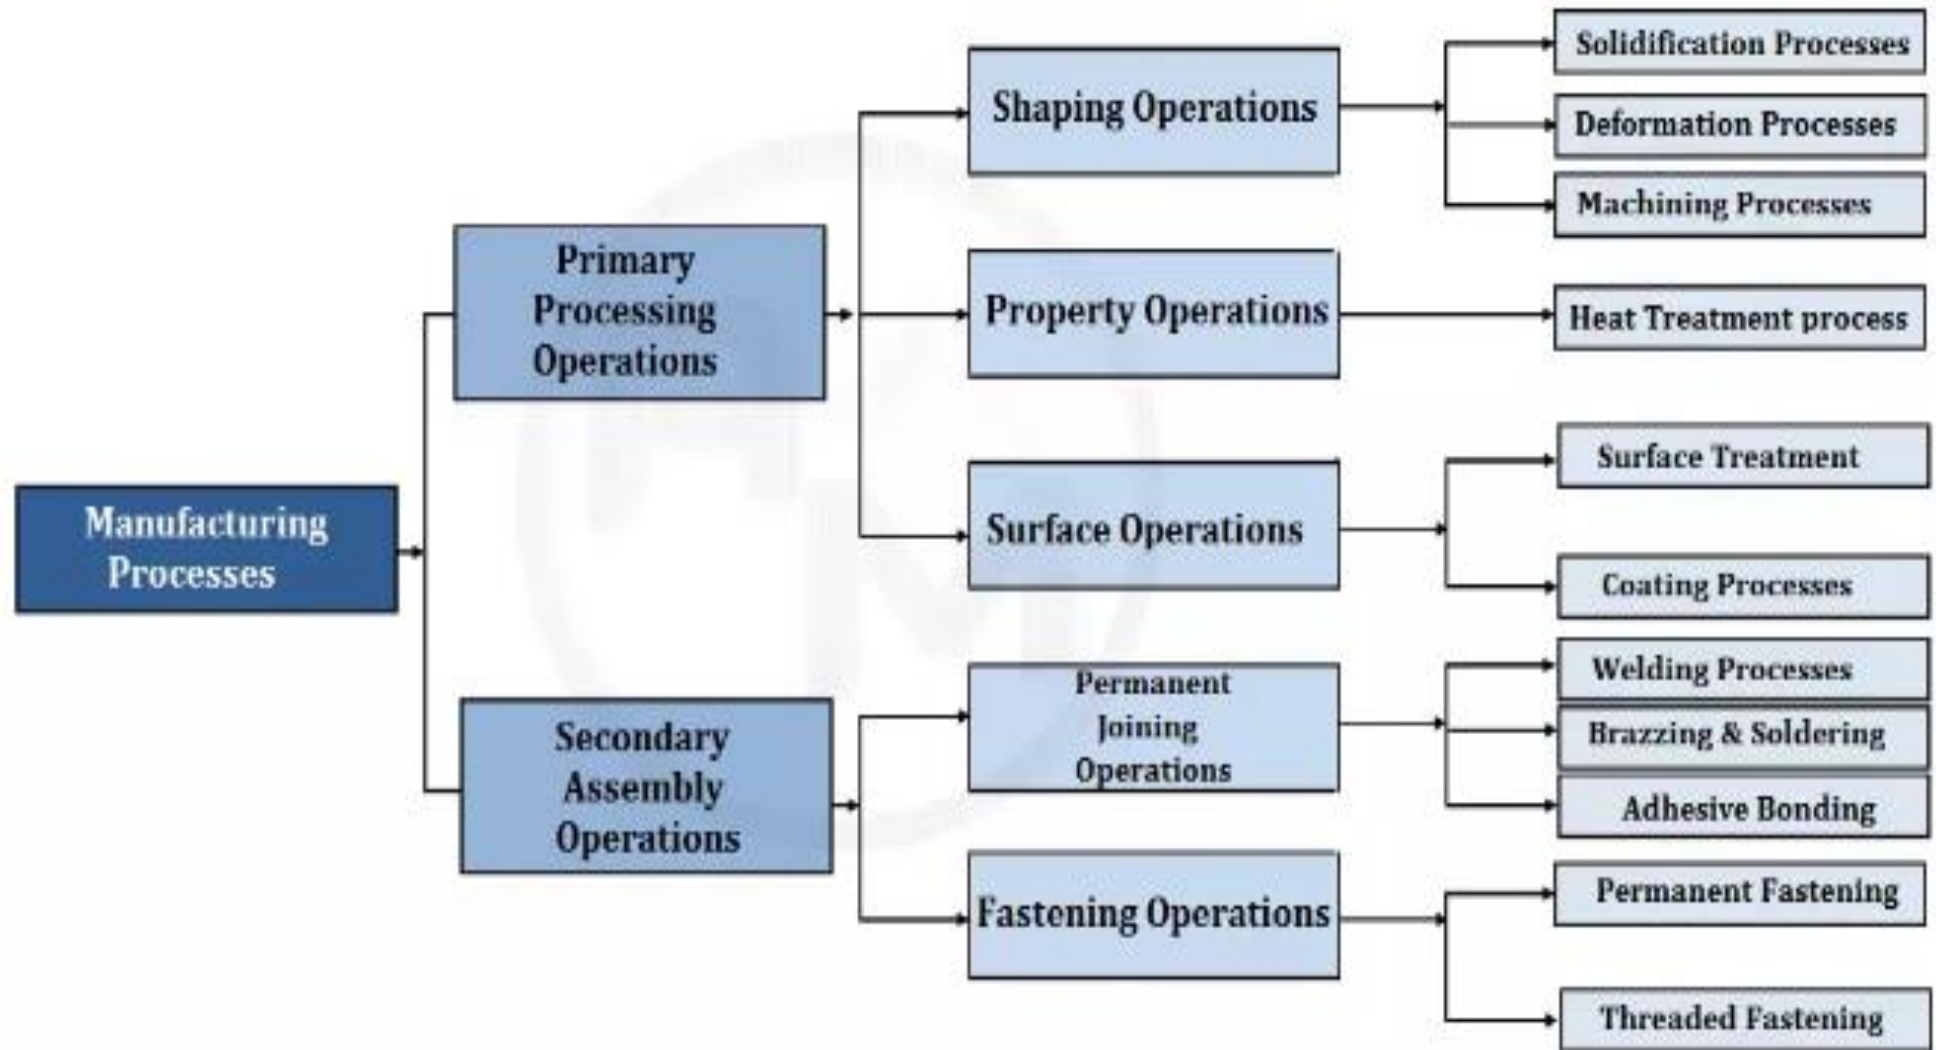 Manufacturing
Processes
Primary
Processing
Operations
Secondary
Assembly
Operations
Shaping Operations
Property Operations
Surface Operations
Permanent
Joining
Operations
Fastening Operations
Solidification Processes
Deformation Processes
Machining Processes
Heat Treatment process
Surface Treatment
Coating Processes
Welding Processes
Brazzing & Soldering
Adhesive Bonding
Permanent Fastening
Threaded Fastening